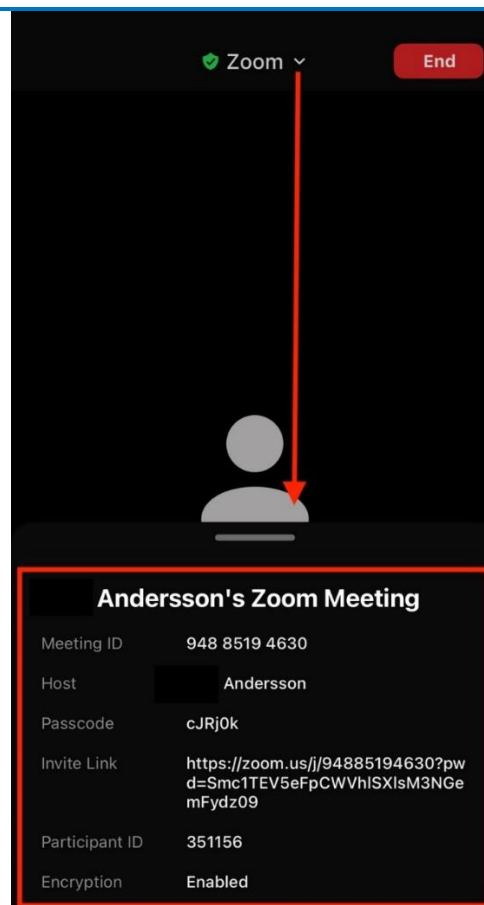 Zoom
End
Andersson's Zoom Meeting
Meeting ID 948 8519 4630
Host Andersson
Passcode cJRj0k
Invite Link https://zoom.us/j/94885194630?pw
d=Smc1TEV5eFpCWVhlSXlsM3NGe
mFydz09
Participant ID 351156
Encryption Enabled